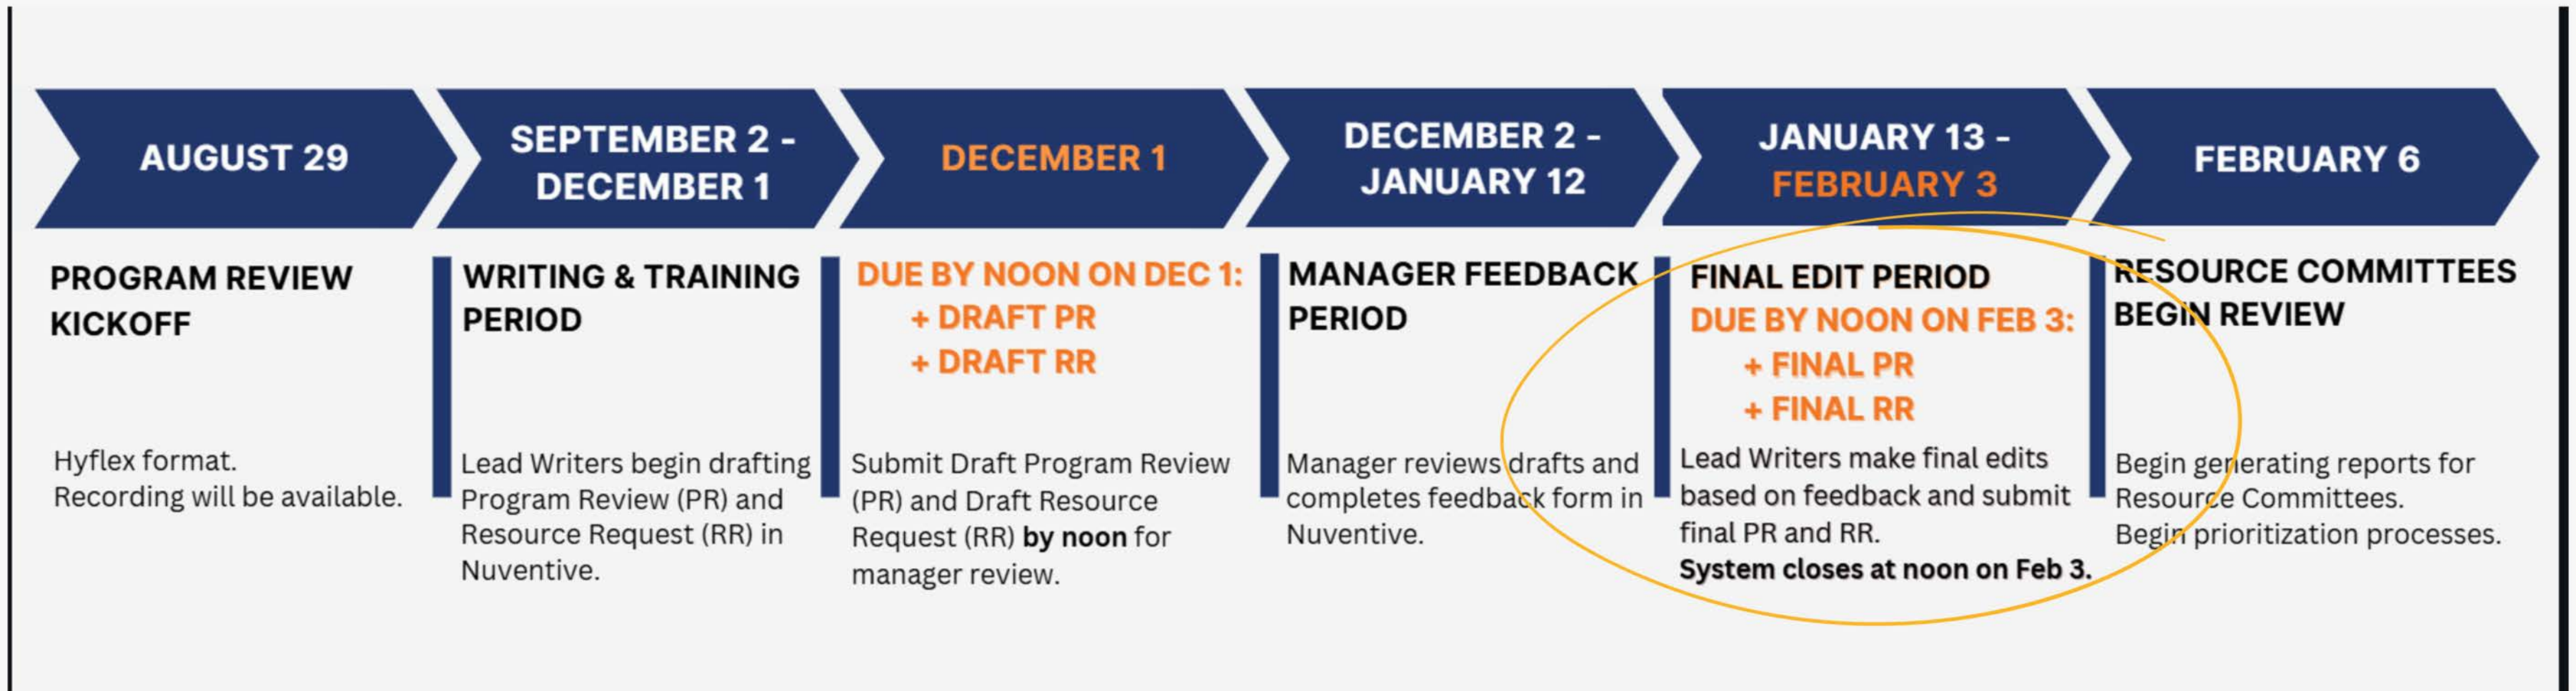 AUGUST 29
SEPTEMBER 2 -
DECEMBER 1
DECEMBER 1
DECEMBER 2 -
JANUARY 12
JANUARY 13 -
FEBRUARY 3
FEBRUARY 6
PROGRAM REVIEW
KICKOFF
Hyflex format.
Recording will be available.
WRITING & TRAINING
PERIOD
Lead Writers begin drafting
Program Review (PR) and
Resource Request (RR) in
Nuventive.
DUE BY NOON ON DEC 1:
+ DRAFT PR
+ DRAFT RR
Submit Draft Program Review
(PR) and Draft Resource
Request (RR) by noon for
manager review.
MANAGER FEEDBACK
PERIOD
Manager reviews drafts and
completes feedback form in
Nuventive.
FINAL EDIT PERIOD
DUE BY NOON ON FEB 3:
+ FINAL PR
+ FINAL RR
Lead Writers make final edits
based on feedback and submit
final PR and RR.
System closes at noon on Feb 3.
RESOURCE COMMITTEES
BEGIN REVIEW
Begin generating reports for
Resource Committees.
Begin prioritization processes.